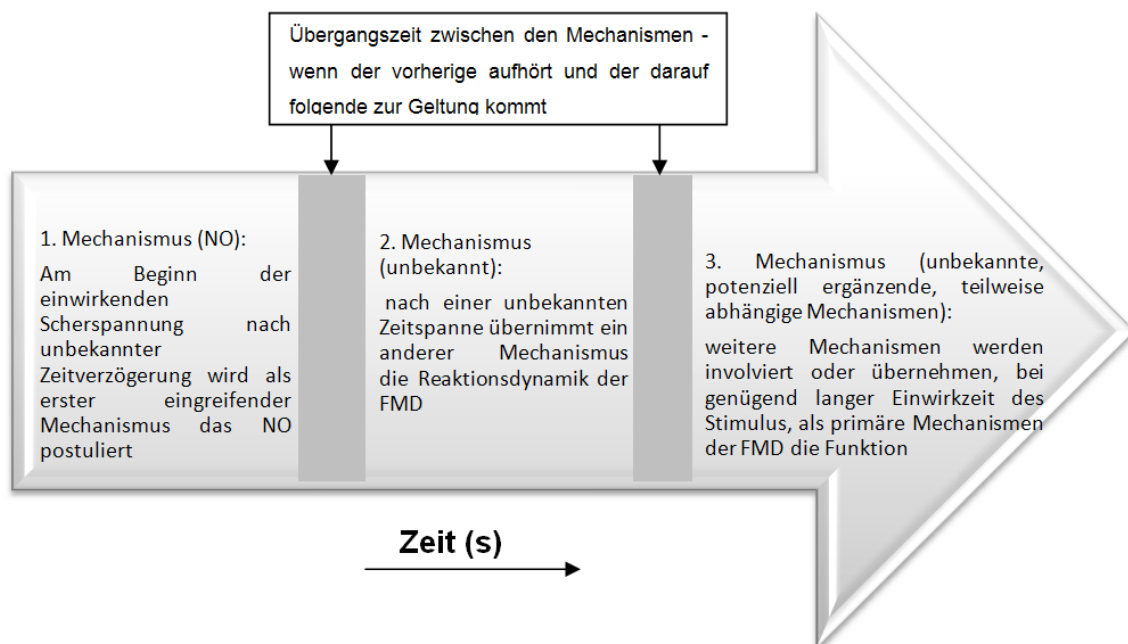 Übergangszeit zwischen den Mechanismen -
wenn der vorherige aufhört und der darauf
folgende zur Geltung kommt
1. Mechanismus (NO):
Am Beginn der
einwirkenden
Scherspannung nach
unbekannter
Zeitverzögerung wird als
erster eingreifender
Mechanismus das NO
postuliert
2. Mechanismus
(unbekannt):
nach einer unbekannten
Zeitspanne übernimmt ein
anderer Mechanismus
die Reaktionsdynamik der
FMD
3. Mechanismus (unbekannte,
potenziell ergänzende, teilweise
abhängige Mechanismen):
weitere Mechanismen werden
involviert oder übernehmen, bei
genügend langer Einwirkzeit des
Stimulus, als primäre Mechanismen
der FMD die Funktion
Zeit (s)